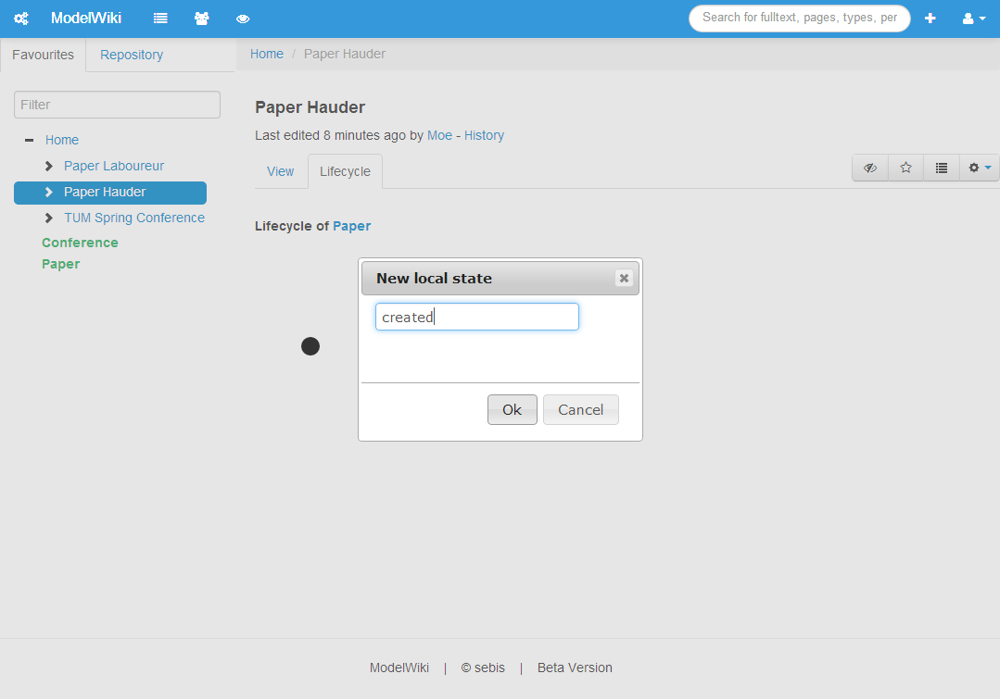 ModelWiki
Search for fulltext, pages, types, per
Favourites
Repository
Home / Paper Hauder
Filter
Home
Paper Laboureur
Paper Hauder
TUM Spring Conference
Conference
Paper
Paper Hauder
Last edited 8 minutes ago by Moe - History
View
Lifecycle
Lifecycle of Paper
New local state
created
Ok
Cancel
ModelWiki | © sebis | Beta Version